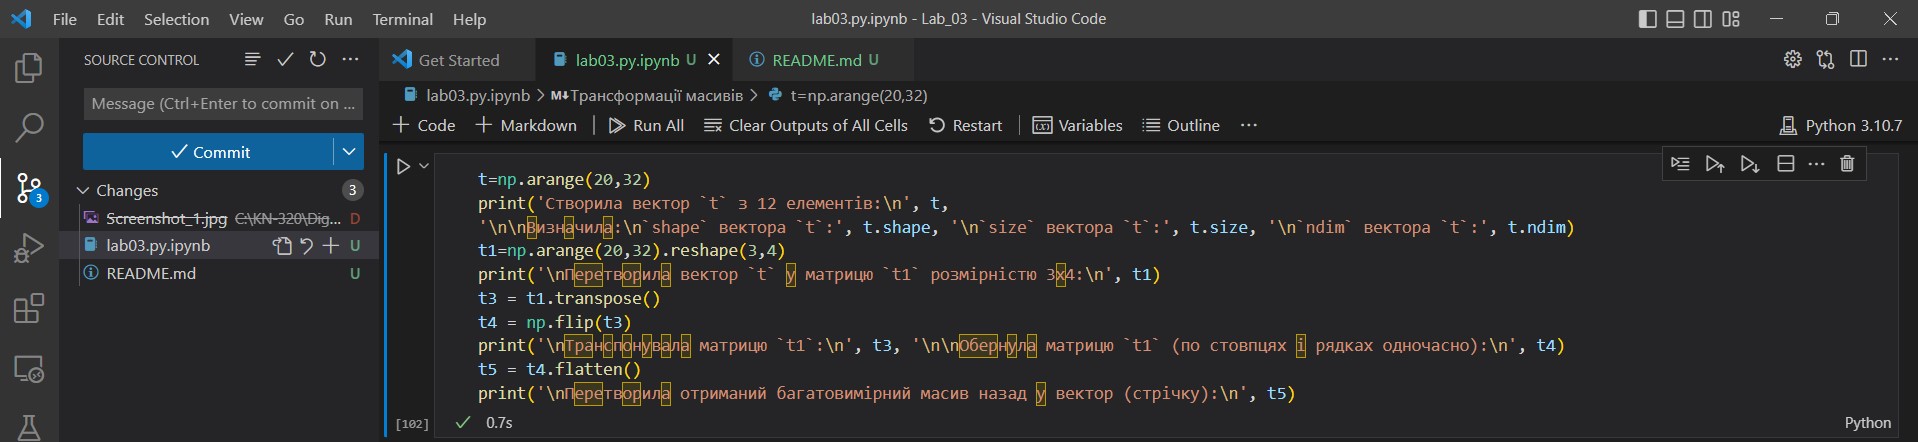 File Edit Selection View Go Run Terminal Help
lab03.py.ipynb - Lab_03 - Visual Studio Code
SOURCE CONTROL
Get Started
lab03.py.ipynb U
README.md U
Message (Ctrl+Enter to commit on ...
lab03.py.ipynb > M↓Трансформації масивів > t=np.arange(20,32)
+ Code + Markdown Run All Clear Outputs of All Cells Restart Variables Outline ...
Python 3.10.7
Commit
Changes 3
Screenshot_1.jpg C:\KN-320\Dig... D
lab03.py.ipynb U
README.md U
3
t=np.arange(20,32)
print('Створила вектор `t` з 12 елементів:\n', t,
'\n\nВизначила:\n`shape` вектора `t`:', t.shape, '\n`size` вектора `t`:', t.size, '\n`ndim` вектора `t`:', t.ndim)
t1=np.arange(20,32).reshape(3,4)
print('\nПеретворила вектор `t` у матрицю `t1` розмірністю 3х4:\n', t1)
t3 = t1.transpose()
t4 = np.flip(t3)
print('\nТранспонувала матрицю `t1`:\n', t3, '\n\nОбернула матрицю `t1` (по стовпцях і рядках одночасно):\n', t4)
t5 = t4.flatten()
print('\nПеретворила отриманий багатовимірний масив назад у вектор (стрічку):\n', t5)
[102] 0.7s
Python